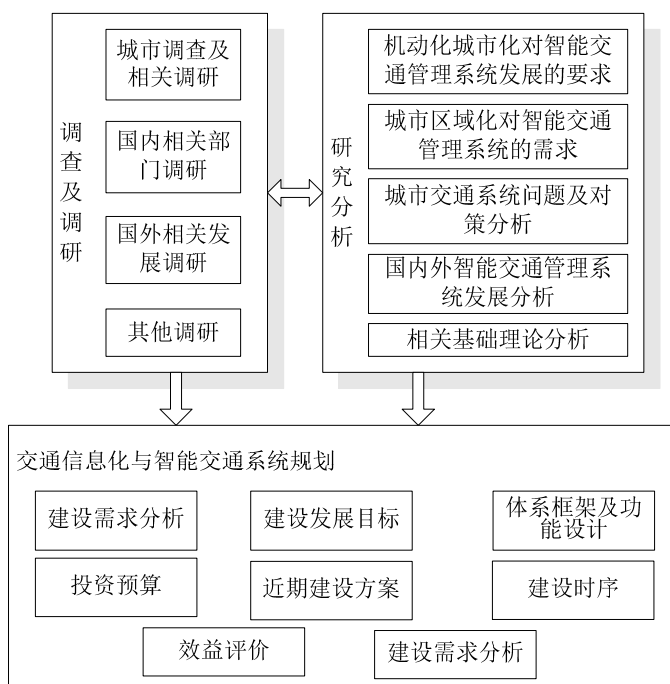 调查及调研
城市调查及
相关调研
国内相关部
门调研
国外相关发
展调研
其他调研
研究分析
机动化城市化对智能交
通管理系统发展的要求
城市区域化对智能交通
管理系统的需求
城市交通系统问题及对
策分析
国内外智能交通管理系
统发展分析
相关基础理论分析
交通信息化与智能交通系统规划
建设需求分析
建设发展目标
体系框架及功
能设计
投资预算
近期建设方案
建设时序
效益评价
建设需求分析